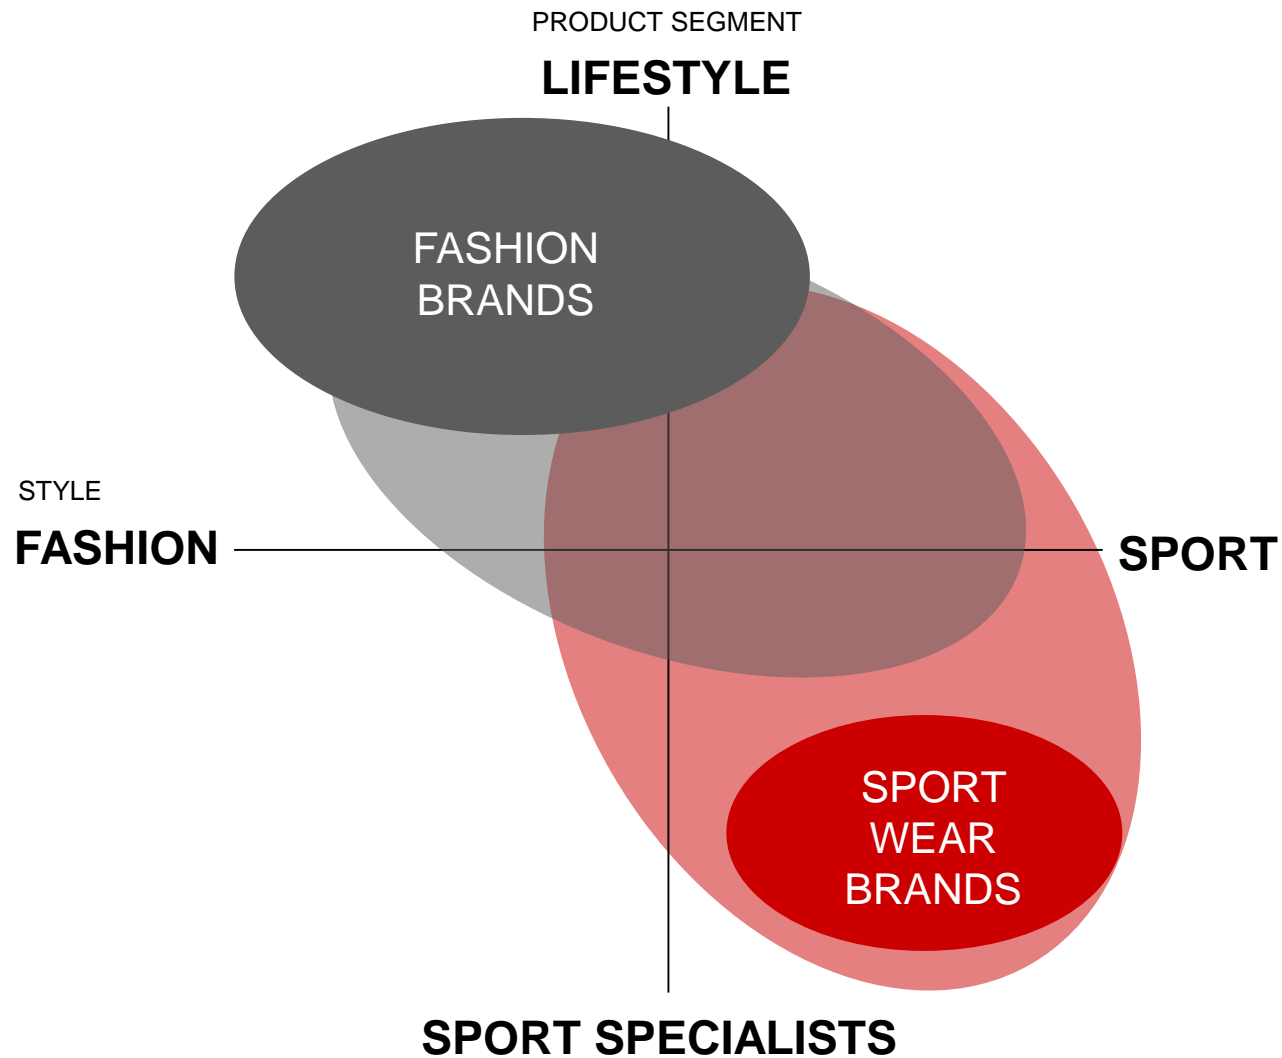 PRODUCT SEGMENT
LIFESTYLE
FASHION
BRANDS
STYLE
FASHION
SPORT
SPORT
WEAR
BRANDS
SPORT SPECIALISTS